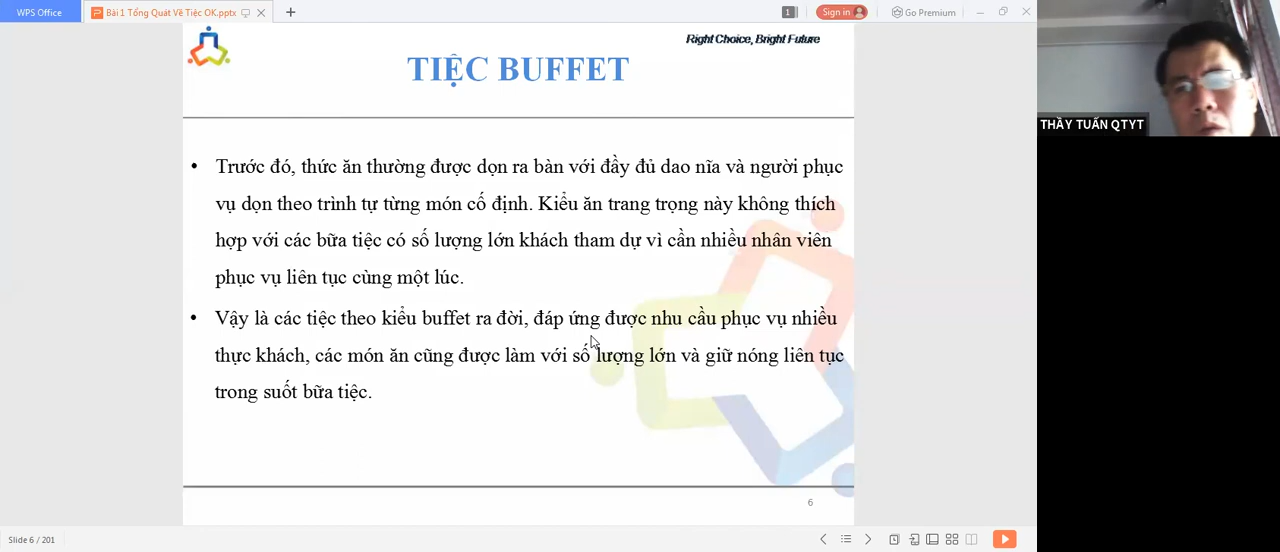 WPS Office
Bài 1 Tổng Quát Về Tiệc OK.pptx
1
Sign in
Go Premium
Right Choice, Bright Future
TIỆC BUFFET
THẦY TUẤN QTYT
• Trước đó, thức ăn thường được dọn ra bàn với đầy đủ dao nĩa và người phục
vụ dọn theo trình tự từng món cố định. Kiểu ăn trang trọng này không thích
hợp với các bữa tiệc có số lượng lớn khách tham dự vì cần nhiều nhân viên
phục vụ liên tục cùng một lúc.
• Vậy là các tiệc theo kiểu buffet ra đời, đáp ứng được nhu cầu phục vụ nhiều
thực khách, các món ăn cũng được làm với số lượng lớn và giữ nóng liên tục
trong suốt bữa tiệc.
6
Slide 6 / 201